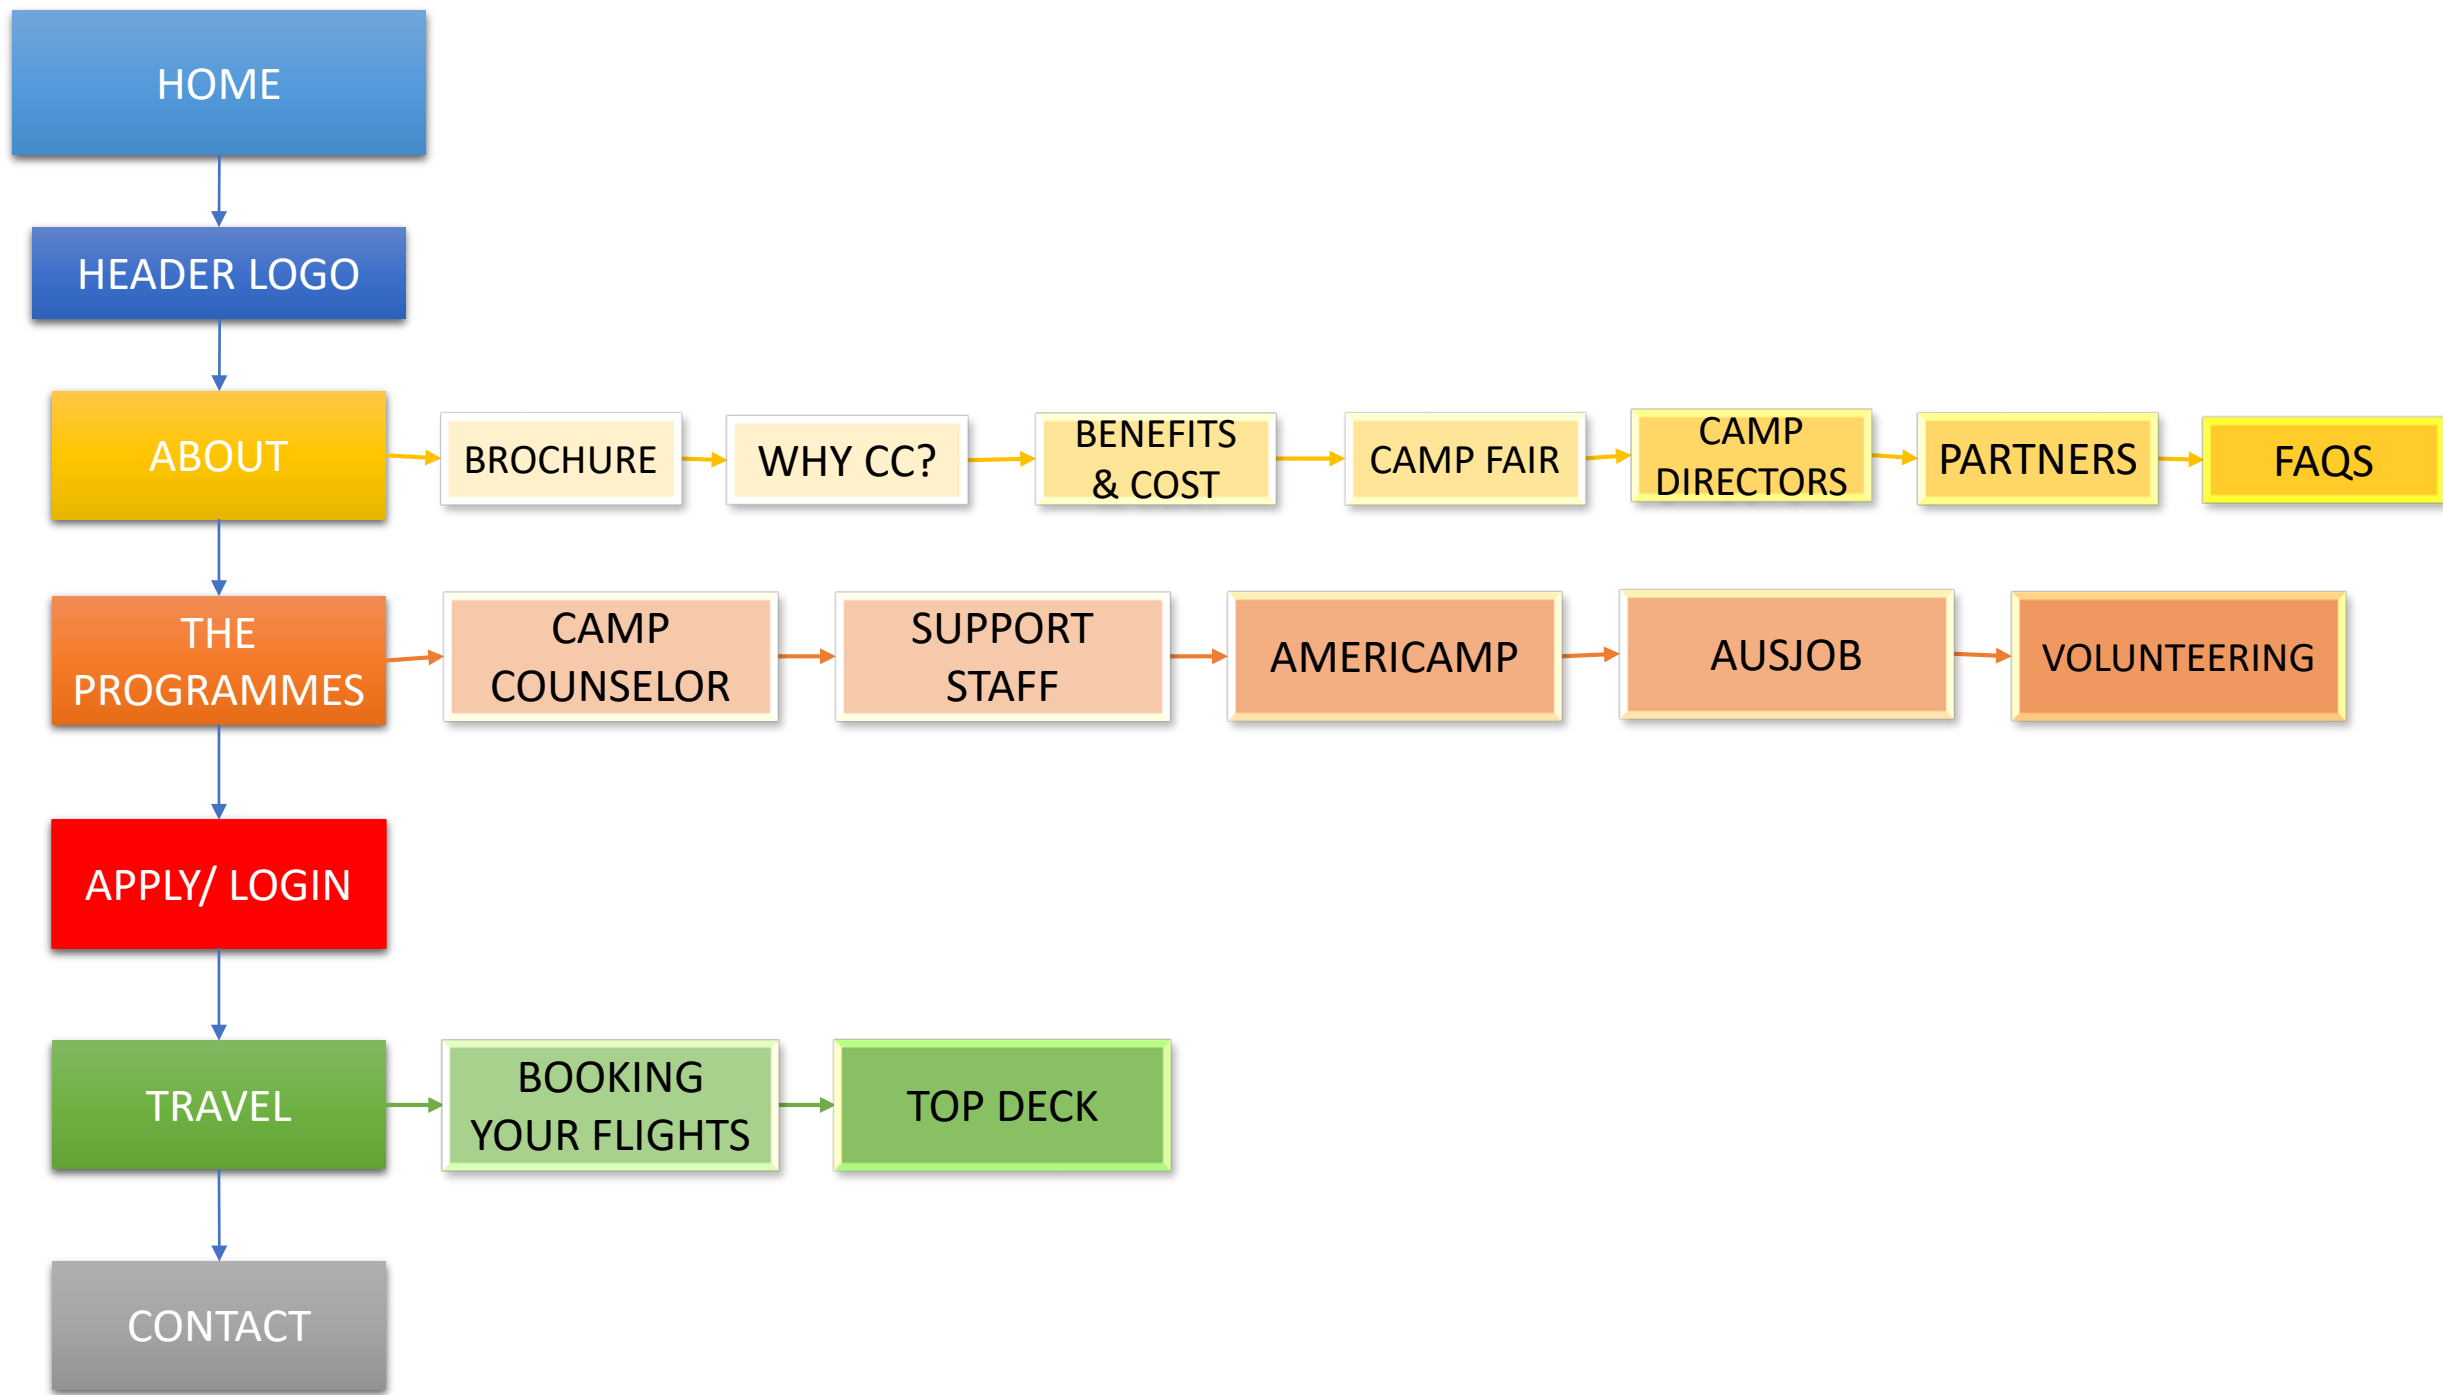 HOME
HEADER LOGO
ABOUT
BROCHURE
WHY CC?
BENEFITS
& COST
CAMP FAIR
CAMP
DIRECTORS
PARTNERS
FAQS
THE
PROGRAMMES
CAMP
COUNSELOR
SUPPORT
STAFF
AMERICAMP
AUSJOB
VOLUNTEERING
APPLY/ LOGIN
TRAVEL
BOOKING
YOUR FLIGHTS
TOP DECK
CONTACT